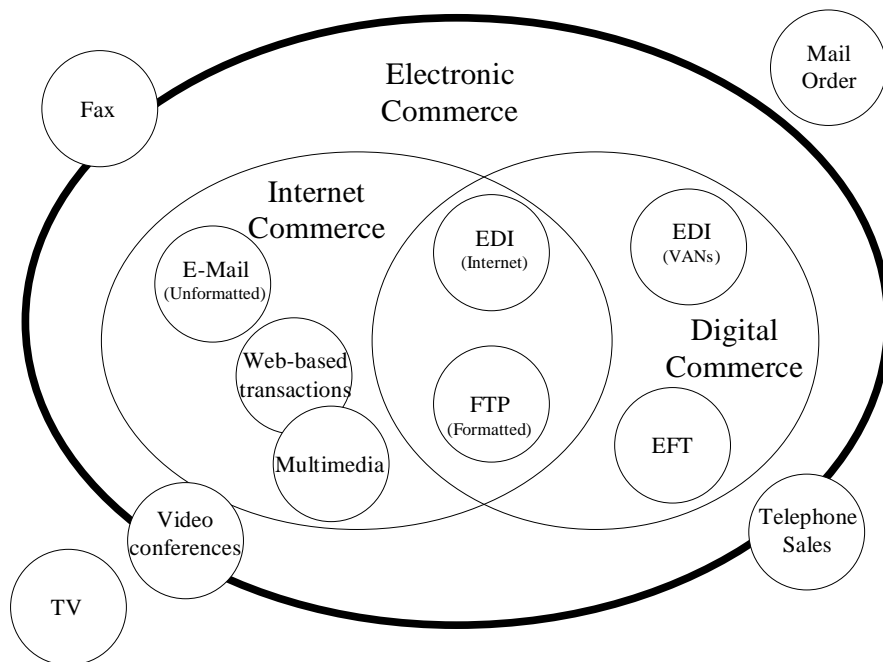 Electronic
Commerce
Mail
Order
Fax
Internet
Commerce
EDI
(Internet)
EDI
(VANs)
E-Mail
(Unformatted)
Digital
Commerce
Web-based
transactions
FTP
(Formatted)
EFT
Multimedia
Video
conferences
Telephone
Sales
TV